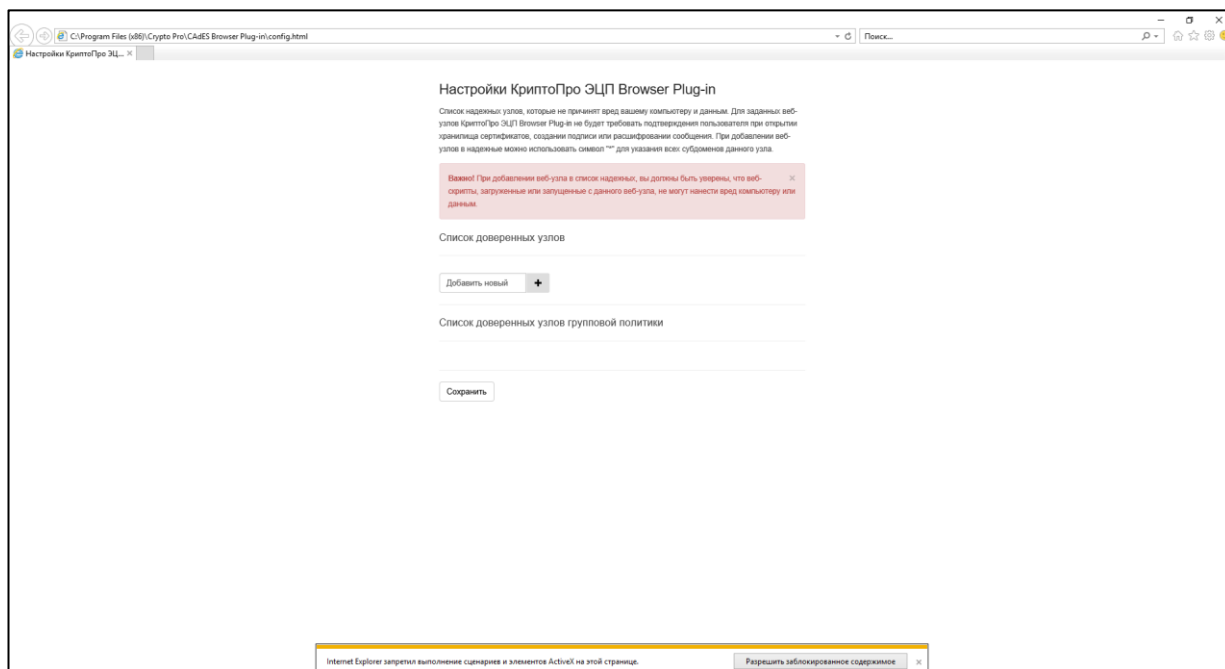 C:\Program Files (x86)\Crypto Pro\CAdES Browser Plug-in\config.html
Поиск...
Настройки КриптоПро ЭЦ...
Настройки КриптоПро ЭЦП Browser Plug-in
Список надежных узлов, которые не причинят вред вашему компьютеру и данным. Для заданных веб-
узлов КриптоПро ЭЦП Browser Plug-in не будет требовать подтверждения пользователя при открытии
хранилища сертификатов, создании подписи или расшифровании сообщения. При добавлении веб-
узлов в надежные можно использовать символ "*" для указания всех субдоменов данного узла.
Важно! При добавлении веб-узла в список надежных, вы должны быть уверены, что веб-
скрипты, загруженные или запущенные с данного веб-узла, не могут нанести вред компьютеру или
данным.
Список доверенных узлов
Добавить новый
Список доверенных узлов групповой политики
Сохранить
Internet Explorer запретил выполнение сценариев и элементов ActiveX на этой странице.
Разрешить заблокированное содержимое